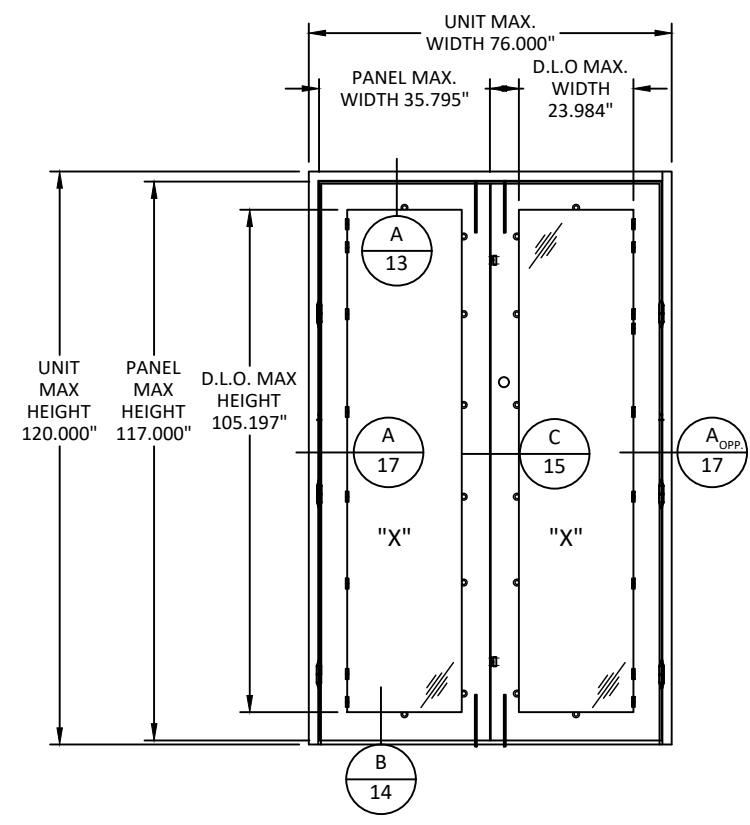 UNIT MAX.
WIDTH 76.000"
PANEL MAX.
WIDTH 35.795"
D.L.O MAX.
WIDTH
23.984"
A
13
UNIT
MAX
HEIGHT
120.000"
PANEL
MAX
HEIGHT
117.000"
D.L.O. MAX
HEIGHT
105.197"
A
17
C
15
A OPP.
17
"X"
"X"
B
14